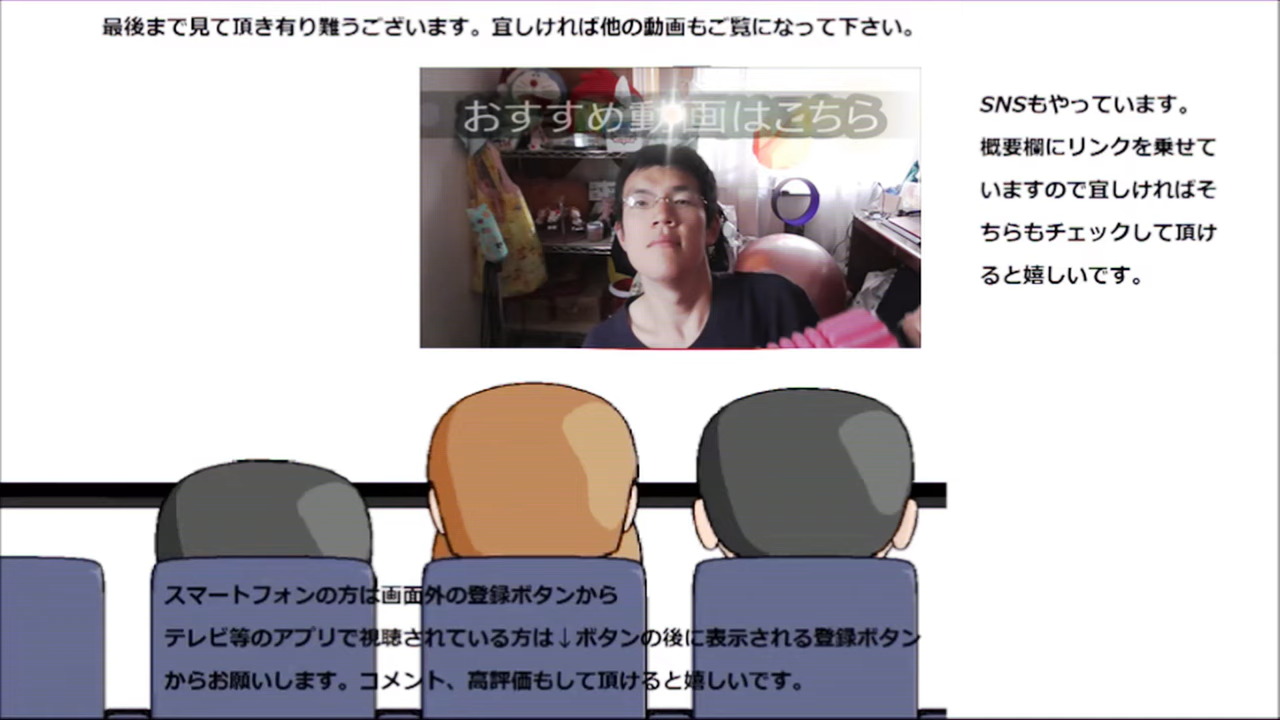 最後まで見て頂き有り難うございます。宜しければ他の動画もご覧になって下さい。
おすすめ動画はこちら
SNSもやっています。
概要欄にリンクを乗せて
いますので宜しければそ
ちらもチェックして頂け
ると嬉しいです。
スマートフォンの方は画面外の登録ボタンから
テレビ等のアプリで視聴されている方は↓ボタンの後に表示される登録ボタン
からお願いします。コメント、高評価もして頂けると嬉しいです。